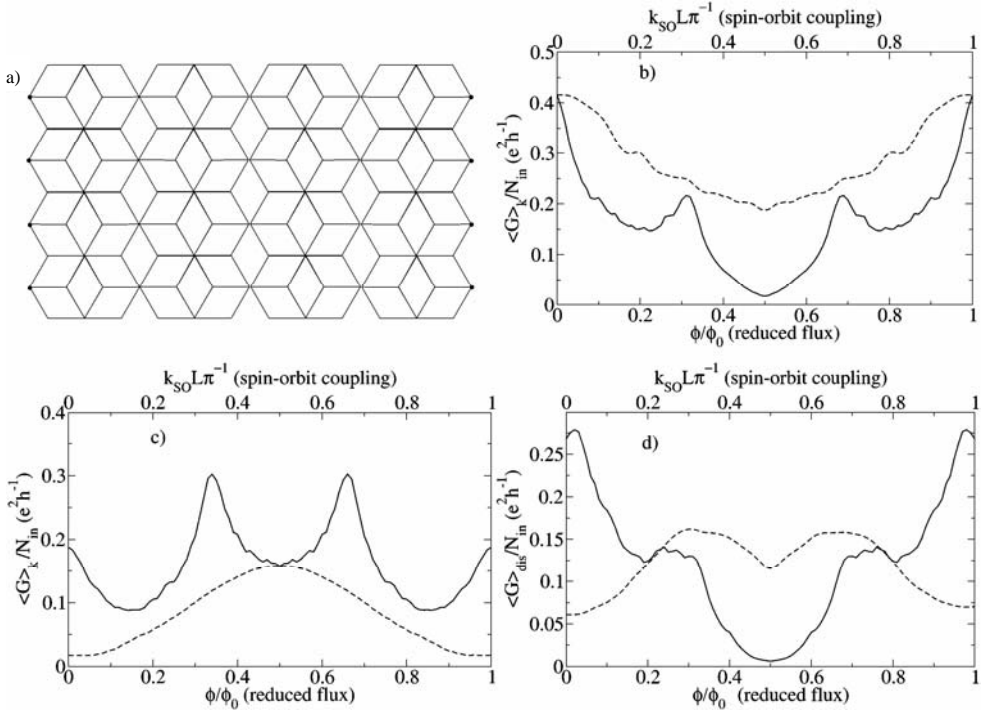 a)
k_SO Lπ^-1 (spin-orbit coupling)
0 0.2 0.4 0.6 0.8 1
0.5
0.4
0.3
0.2
0.1
0
b)
<G>_k/N_in (e^2h^-1)
0 0.2 0.4 0.6 0.8 1
ϕ/ϕ_0 (reduced flux)
k_SO Lπ^-1 (spin-orbit coupling)
0 0.2 0.4 0.6 0.8 1
0.4
0.3
0.2
0.1
0
c)
<G>_k/N_in (e^2h^-1)
0 0.2 0.4 0.6 0.8 1
ϕ/ϕ_0 (reduced flux)
k_SO Lπ^-1 (spin-orbit coupling)
0 0.2 0.4 0.6 0.8 1
0.25
0.2
0.15
0.1
0.05
0
d)
<G>_dis/N_in (e^2h^-1)
0 0.2 0.4 0.6 0.8 1
ϕ/ϕ_0 (reduced flux)